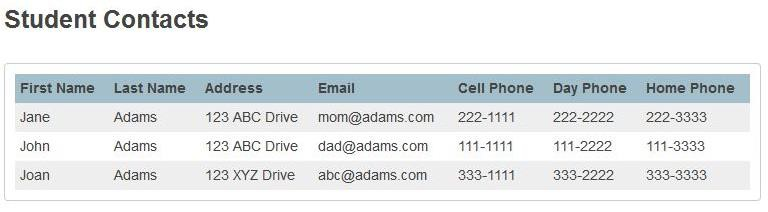 Student Contacts
First Name Last Name Address Email Cell Phone Day Phone Home Phone
Jane Adams 123 ABC Drive mom@adams.com 222-1111 222-2222 222-3333
John Adams 123 ABC Drive dad@adams.com 111-1111 111-2222 111-3333
Joan Adams 123 XYZ Drive abc@adams.com 333-1111 333-2222 333-3333